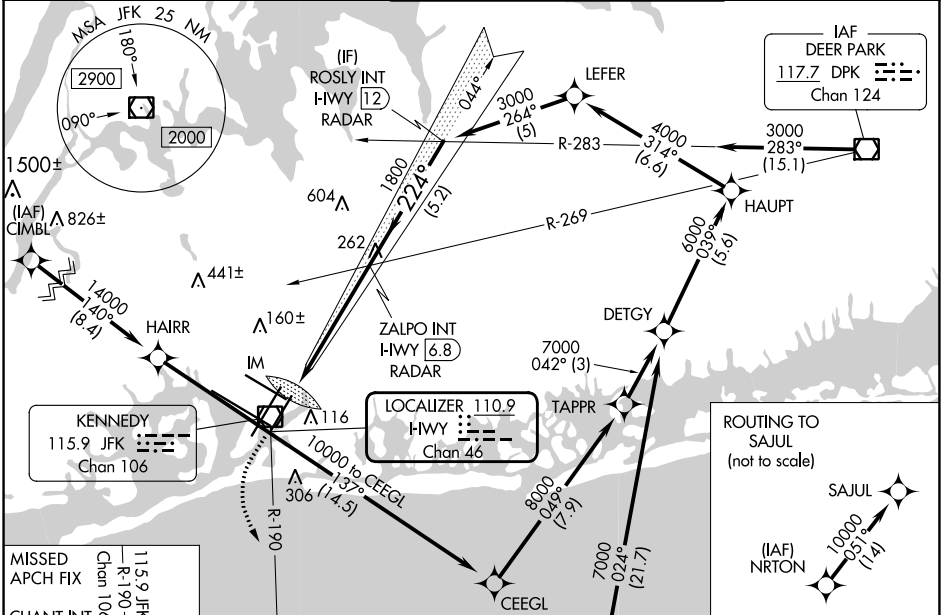 MSA JFK 25 NM
180°
2900
090°
2000
1500±
(IAF)
CIMBL
826±
441±
14000
140°
(8.4)
HAIRR
604
262
160±
IM
116
306
(IF)
ROSLY INT
I-IWY 12
RADAR
044°
1800
224°
(5.2)
LEFER
3000
264°
(5)
R-283
4000
314°
(6.6)
3000
283°
(15.1)
IAF
DEER PARK
117.7 DPK
Chan 124
HAUPT
R-269
6000
039°
(5.6)
DETGY
7000
042° (3)
TAPPR
ZALPO INT
I-IWY 6.8
RADAR
KENNEDY
115.9 JFK
Chan 106
LOCALIZER 110.9
I-IWY
Chan 46
10000 to CEEGL
137°
(14.5)
R-190
8000
049°
(7.9)
7000
024°
(21.7)
CEEGL
ROUTING TO
SAJUL
(not to scale)
SAJUL
10000
051°
(14)
(IAF)
NRTON
MISSED
APCH FIX
115.9 JFK
R-190
Chan 106
CHANT INT